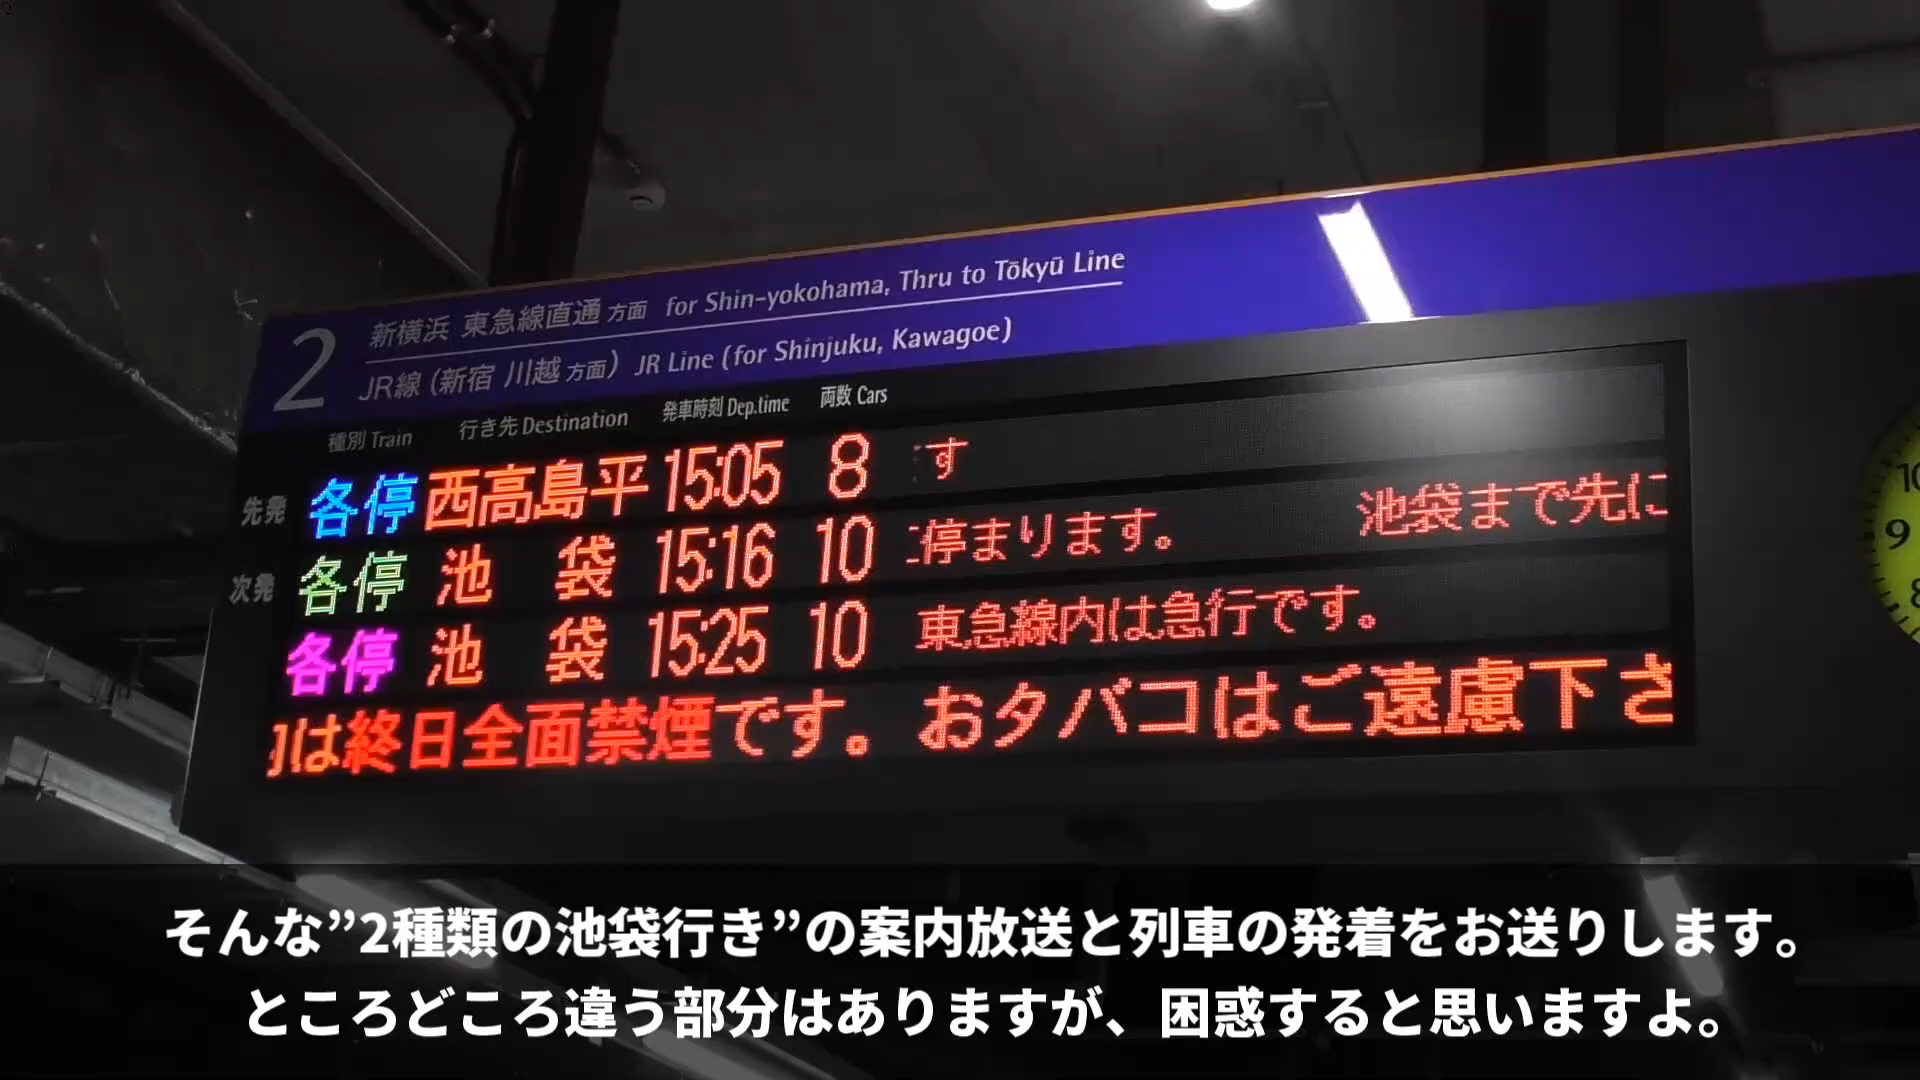 2
新横浜 東急線直通 方面 for Shin-yokohama, Thru to Tōkyū Line
JR線 (新宿 川越 方面) JR Line (for Shinjuku, Kawagoe)
種別 Train 行き先 Destination 発車時刻 Dep.time 両数 Cars
先発 各停 西高島平 15:05 8 す
次発 各停 池袋 15:16 10 に停まります。 池袋まで先に
各停 池袋 15:25 10 東急線内は急行です。
は終日全面禁煙です。おタバコはご遠慮下さ
10
9
8
そんな”2種類の池袋行き”の案内放送と列車の発着をお送りします。
ところどころ違う部分はありますが、困惑すると思いますよ。